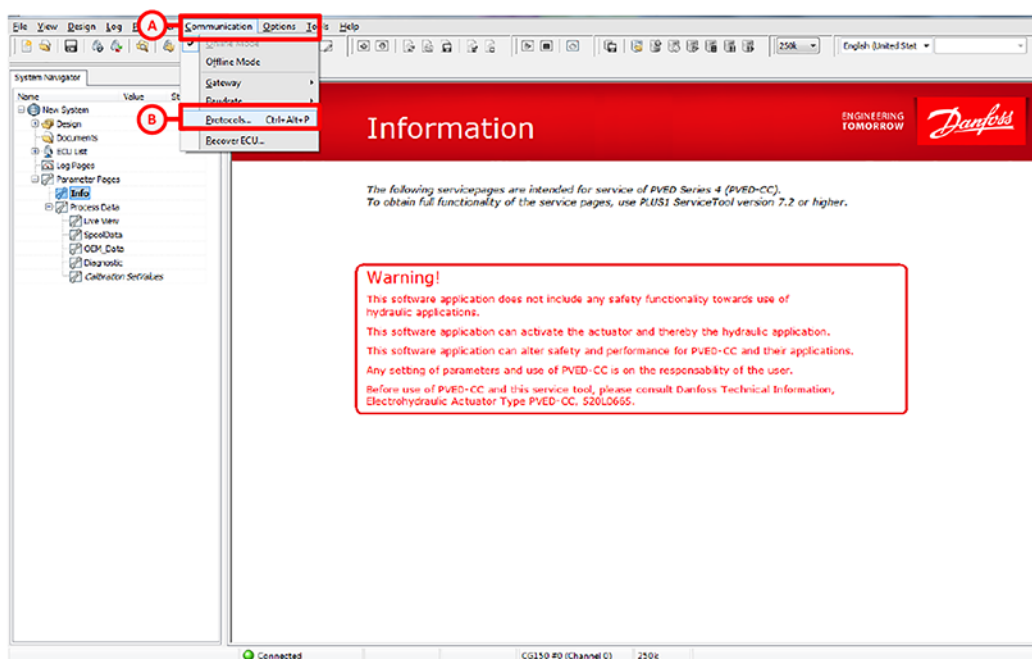 File View Design Log
A
Communication Options Tools Help
250k
English (United Stat
Online Mode
Offline Mode
Gateway
Baudrate
B
Protocols... Ctrl+Alt+P
Recover ECU...
System Navigator
Name Value St
New System
Design
Documents
ECU List
Log Pages
Parameter Pages
Info
Process Data
Live View
SpoolData
OEM_Data
Diagnostic
Calibration SetValues
Information
ENGINEERING
TOMORROW
Danfoss
The following servicepages are intended for service of PVED Series 4 (PVED-CC).
To obtain full functionality of the service pages, use PLUS1 ServiceTool version 7.2 or higher.
Warning!
This software application does not include any safety functionality towards use of
hydraulic applications.
This software application can activate the actuator and thereby the hydraulic application.
This software application can alter safety and performance for PVED-CC and their applications.
Any setting of parameters and use of PVED-CC is on the responsability of the user.
Before use of PVED-CC and this service tool, please consult Danfoss Technical Information,
Electrohydraulic Actuator Type PVED-CC, 520L0665.
Connected
CG150 #0 (Channel 0) 250k